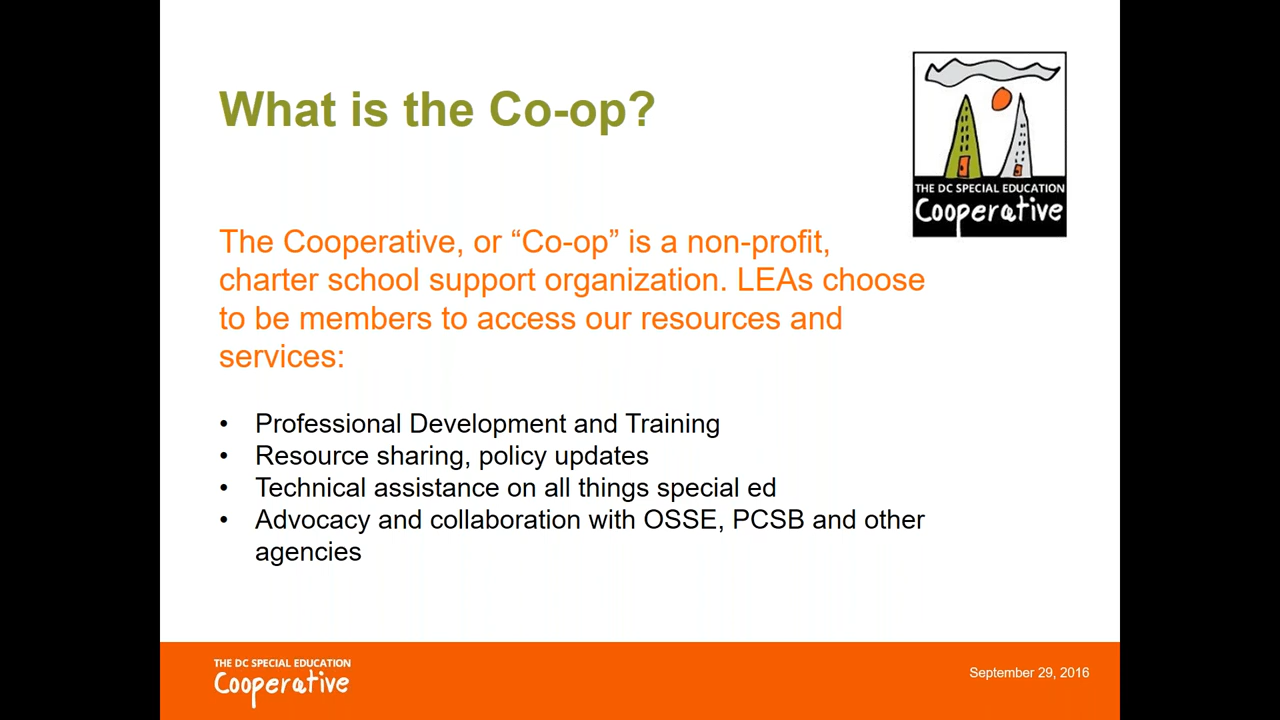 What is the Co-op?
THE DC SPECIAL EDUCATION
Cooperative
The Cooperative, or “Co-op” is a non-profit,
charter school support organization. LEAs choose
to be members to access our resources and
services:
• Professional Development and Training
• Resource sharing, policy updates
• Technical assistance on all things special ed
• Advocacy and collaboration with OSSE, PCSB and other
agencies
THE DC SPECIAL EDUCATION
Cooperative
September 29, 2016